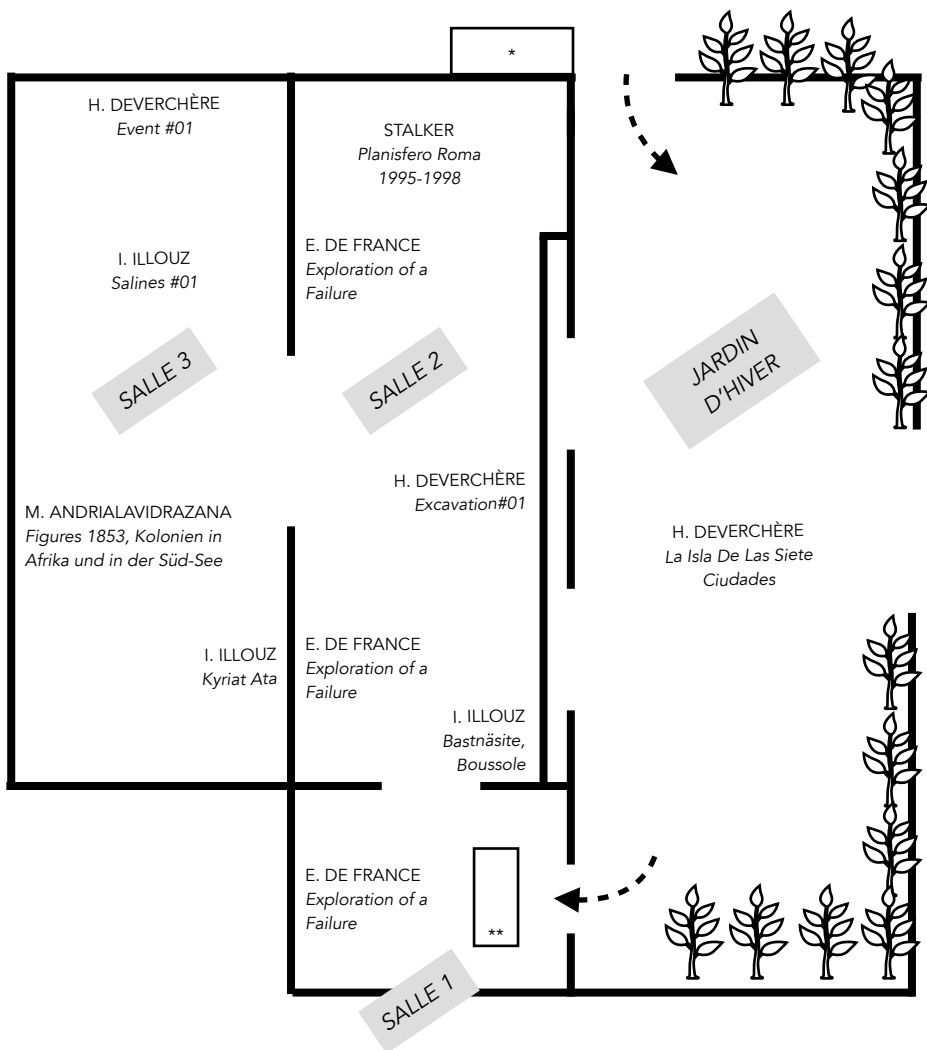 *
H. DEVERCHÈRE
Event #01
STALKER
Planisfero Roma
1995-1998
I. ILLOUZ
Salines #01
E. DE FRANCE
Exploration of a
Failure
SALLE 3
SALLE 2
JARDIN
D'HIVER
H. DEVERCHÈRE
Excavation#01
M. ANDRIALAVIDRAZANA
Figures 1853, Kolonien in
Afrika und in der Süd-See
H. DEVERCHÈRE
La Isla De Las Siete
Ciudades
I. ILLOUZ
Kyriat Ata
E. DE FRANCE
Exploration of a
Failure
I. ILLOUZ
Bastnäsite,
Boussole
E. DE FRANCE
Exploration of a
Failure
**
SALLE 1